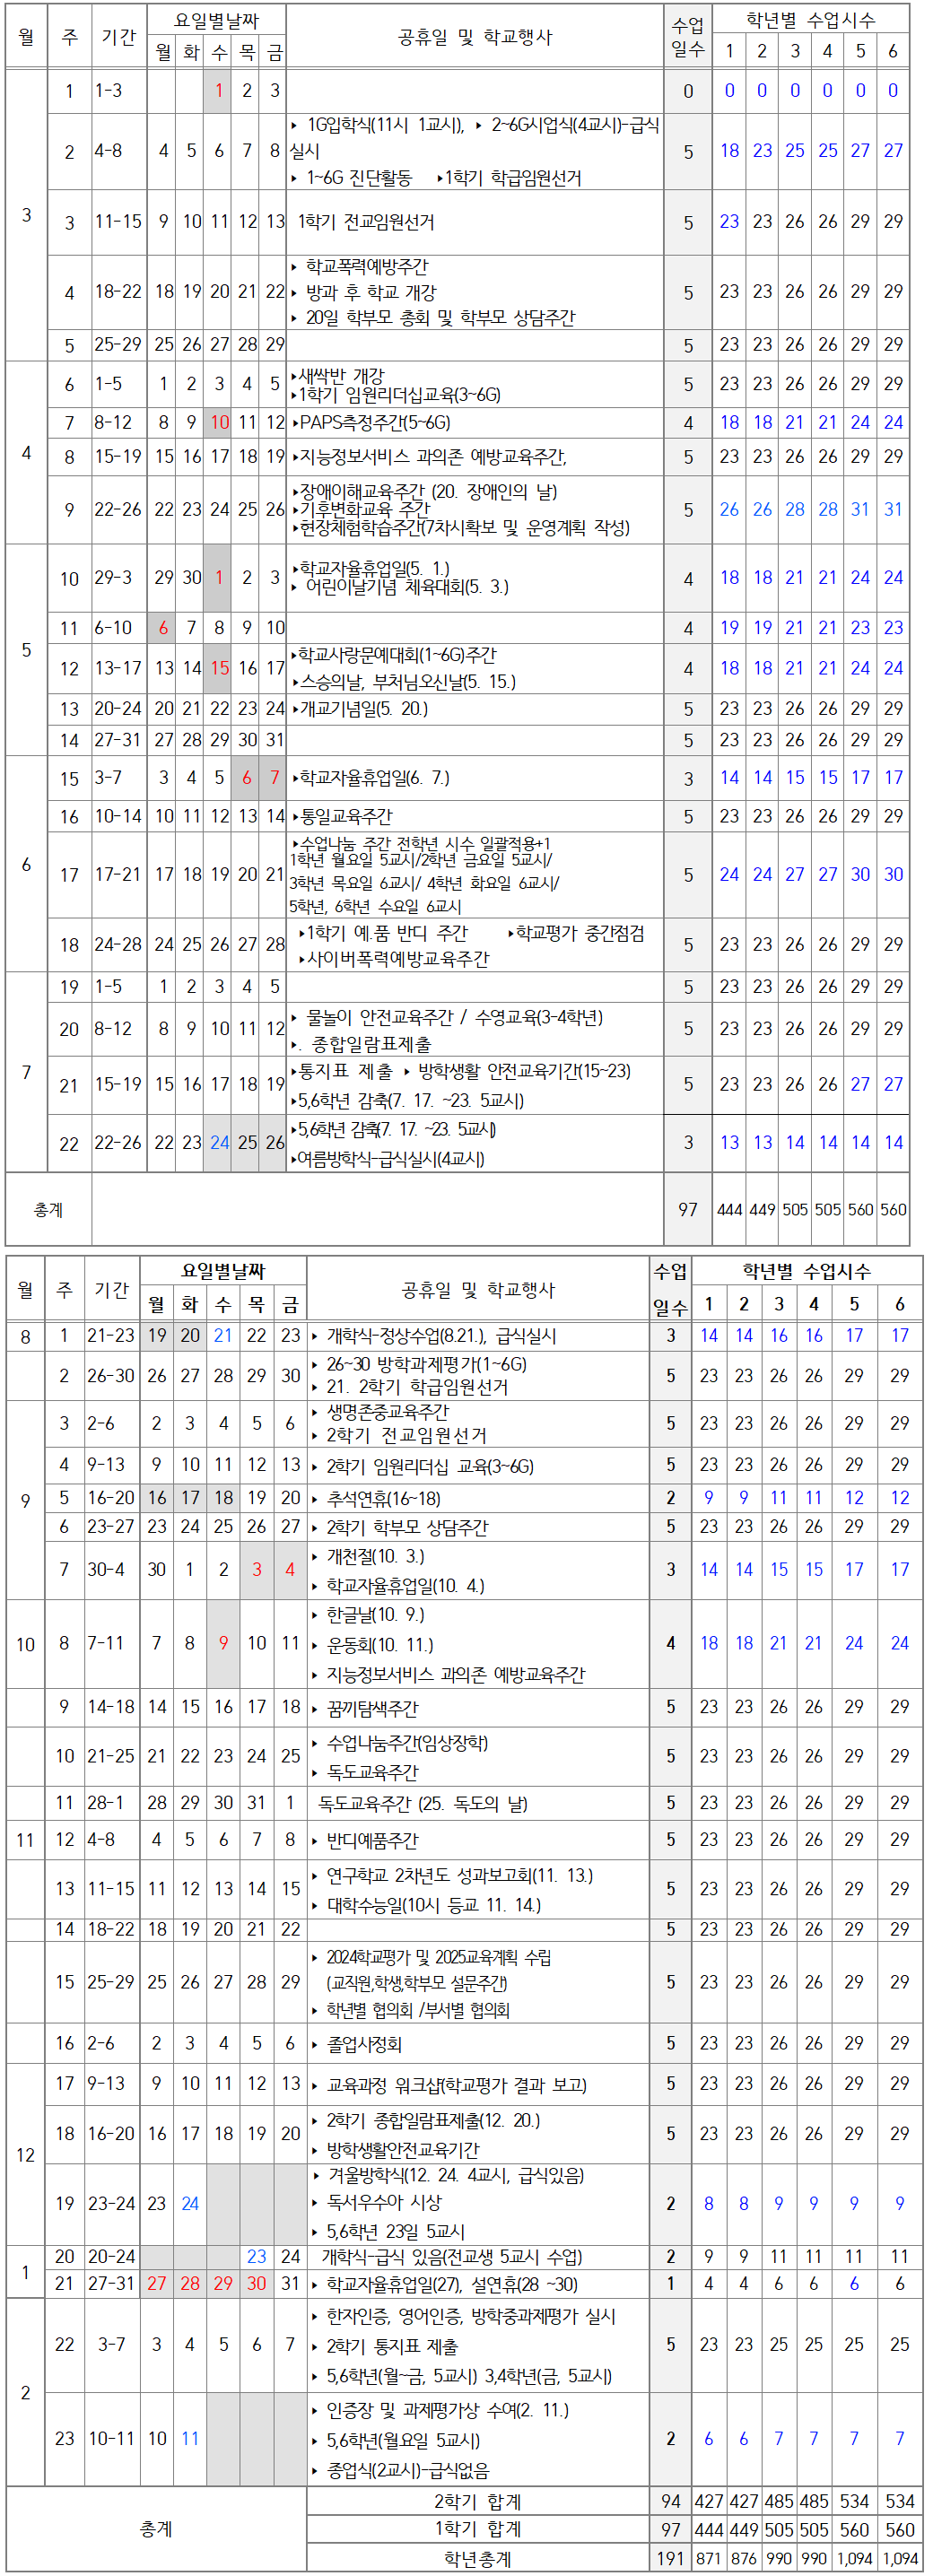 월 주 기간 요일별날짜 공휴일 및 학교행사 수업일수 학년별 수업시수
월 화 수 목 금 1 2 3 4 5 6
3 1 1-3 1 2 3 0 0 0 0 0 0 0
2 4-8 4 5 6 7 8 ▸ 1G입학식(11시 1교시), ▸ 2~6G시업식(4교시)-급식실시 5 18 23 25 25 27 27
▸ 1~6G 진단활동 ▸1학기 학급임원선거
3 11-15 9 10 11 12 13 1학기 전교임원선거 5 23 23 26 26 29 29
4 18-22 18 19 20 21 22 ▸ 학교폭력예방주간 5 23 23 26 26 29 29
▸ 방과 후 학교 개강
▸ 20일 학부모 총회 및 학부모 상담주간
5 25-29 25 26 27 28 29 5 23 23 26 26 29 29
4 6 1-5 1 2 3 4 5 ▸새싹반 개강 5 23 23 26 26 29 29
▸1학기 임원리더십교육(3~6G)
7 8-12 8 9 10 11 12 ▸PAPS측정주간(5~6G) 4 18 18 21 21 24 24
8 15-19 15 16 17 18 19 ▸지능정보서비스 과의존 예방교육주간, 5 23 23 26 26 29 29
9 22-26 22 23 24 25 26 ▸장애이해교육주간 (20. 장애인의 날) 5 26 26 28 28 31 31
▸기후변화교육 주간
▸현장체험학습주간(7차시확보 및 운영계획 작성)
5 10 29-3 29 30 1 2 3 ▸학교자율휴업일(5. 1.) 4 18 18 21 21 24 24
▸ 어린이날기념 체육대회(5. 3.)
11 6-10 6 7 8 9 10 4 19 19 21 21 23 23
12 13-17 13 14 15 16 17 ▸학교사랑문예대회(1~6G)주간 4 18 18 21 21 24 24
▸스승의날, 부처님오신날(5. 15.)
13 20-24 20 21 22 23 24 ▸개교기념일(5. 20.) 5 23 23 26 26 29 29
14 27-31 27 28 29 30 31 5 23 23 26 26 29 29
6 15 3-7 3 4 5 6 7 ▸학교자율휴업일(6. 7.) 3 14 14 15 15 17 17
16 10-14 10 11 12 13 14 ▸통일교육주간 5 23 23 26 26 29 29
17 17-21 17 18 19 20 21 ▸수업나눔 주간 전학년 시수 일괄적용+1 5 24 24 27 27 30 30
1학년 월요일 5교시/2학년 금요일 5교시/
3학년 목요일 6교시/ 4학년 화요일 6교시/
5학년, 6학년 수요일 6교시
18 24-28 24 25 26 27 28 ▸1학기 예.품 반디 주간 ▸학교평가 중간점검 5 23 23 26 26 29 29
▸사이버폭력예방교육주간
7 19 1-5 1 2 3 4 5 5 23 23 26 26 29 29
20 8-12 8 9 10 11 12 ▸ 물놀이 안전교육주간 / 수영교육(3-4학년) 5 23 23 26 26 29 29
▸. 종합일람표제출
21 15-19 15 16 17 18 19 ▸통지표 제출 ▸ 방학생활 안전교육기간(15~23) 5 23 23 26 26 27 27
▸5,6학년 감축(7. 17. ~23. 5교시)
22 22-26 22 23 24 25 26 ▸5,6학년 감축(7. 17. ~23. 5교시) 3 13 13 14 14 14 14
▸여름방학식-급식실시(4교시)
총계 97 444 449 505 505 560 560
월 주 기간 요일별날짜 공휴일 및 학교행사 수업일수 학년별 수업시수
월 화 수 목 금 1 2 3 4 5 6
8 1 21-23 19 20 21 22 23 ▸ 개학식-정상수업(8.21.), 급식실시 3 14 14 16 16 17 17
2 26-30 26 27 28 29 30 ▸ 26~30 방학과제평가(1~6G) 5 23 23 26 26 29 29
▸ 21. 2학기 학급임원선거
9 3 2-6 2 3 4 5 6 ▸ 생명존중교육주간 5 23 23 26 26 29 29
▸ 2학기 전교임원선거
4 9-13 9 10 11 12 13 ▸ 2학기 임원리더십 교육(3~6G) 5 23 23 26 26 29 29
5 16-20 16 17 18 19 20 ▸ 추석연휴(16~18) 2 9 9 11 11 12 12
6 23-27 23 24 25 26 27 ▸ 2학기 학부모 상담주간 5 23 23 26 26 29 29
7 30-4 30 1 2 3 4 ▸ 개천절(10. 3.) 3 14 14 15 15 17 17
▸ 학교자율휴업일(10. 4.)
10 8 7-11 7 8 9 10 11 ▸ 한글날(10. 9.) 4 18 18 21 21 24 24
▸ 운동회(10. 11.)
▸ 지능정보서비스 과의존 예방교육주간
9 14-18 14 15 16 17 18 ▸ 꿈끼탐색주간 5 23 23 26 26 29 29
10 21-25 21 22 23 24 25 ▸ 수업나눔주간(임상장학) 5 23 23 26 26 29 29
▸ 독도교육주간
11 28-1 28 29 30 31 1 독도교육주간 (25. 독도의 날) 5 23 23 26 26 29 29
11 12 4-8 4 5 6 7 8 ▸ 반디예품주간 5 23 23 26 26 29 29
13 11-15 11 12 13 14 15 ▸ 연구학교 2차년도 성과보고회(11. 13.) 5 23 23 26 26 29 29
▸ 대학수능일(10시 등교 11. 14.)
14 18-22 18 19 20 21 22 5 23 23 26 26 29 29
15 25-29 25 26 27 28 29 ▸ 2024학교평가 및 2025교육계획 수립 5 23 23 26 26 29 29
(교직원,학생,학부모 설문주간)
▸ 학년별 협의회 /부서별 협의회
12 16 2-6 2 3 4 5 6 ▸ 졸업사정회 5 23 23 26 26 29 29
17 9-13 9 10 11 12 13 ▸ 교육과정 워크샵(학교평가 결과 보고) 5 23 23 26 26 29 29
18 16-20 16 17 18 19 20 ▸ 2학기 종합일람표제출(12. 20.) 5 23 23 26 26 29 29
▸ 방학생활안전교육기간
19 23-24 23 24 ▸ 겨울방학식(12. 24. 4교시, 급식있음) 2 8 8 9 9 9 9
▸ 독서우수아 시상
▸ 5,6학년 23일 5교시
1 20 20-24 23 24 개학식-급식 있음(전교생 5교시 수업) 2 9 9 11 11 11 11
21 27-31 27 28 29 30 31 ▸ 학교자율휴업일(27), 설연휴(28 ~30) 1 4 4 6 6 6 6
2 22 3-7 3 4 5 6 7 ▸ 한자인증, 영어인증, 방학중과제평가 실시 5 23 23 25 25 25 25
▸ 2학기 통지표 제출
▸ 5,6학년(월~금, 5교시) 3,4학년(금, 5교시)
23 10-11 10 11 ▸ 인증장 및 과제평가상 수여(2. 11.) 2 6 6 7 7 7 7
▸ 5,6학년(월요일 5교시)
▸ 종업식(2교시)-급식없음
총계 2학기 합계 94 427 427 485 485 534 534
1학기 합계 97 444 449 505 505 560 560
학년총계 191 871 876 990 990 1,094 1,094